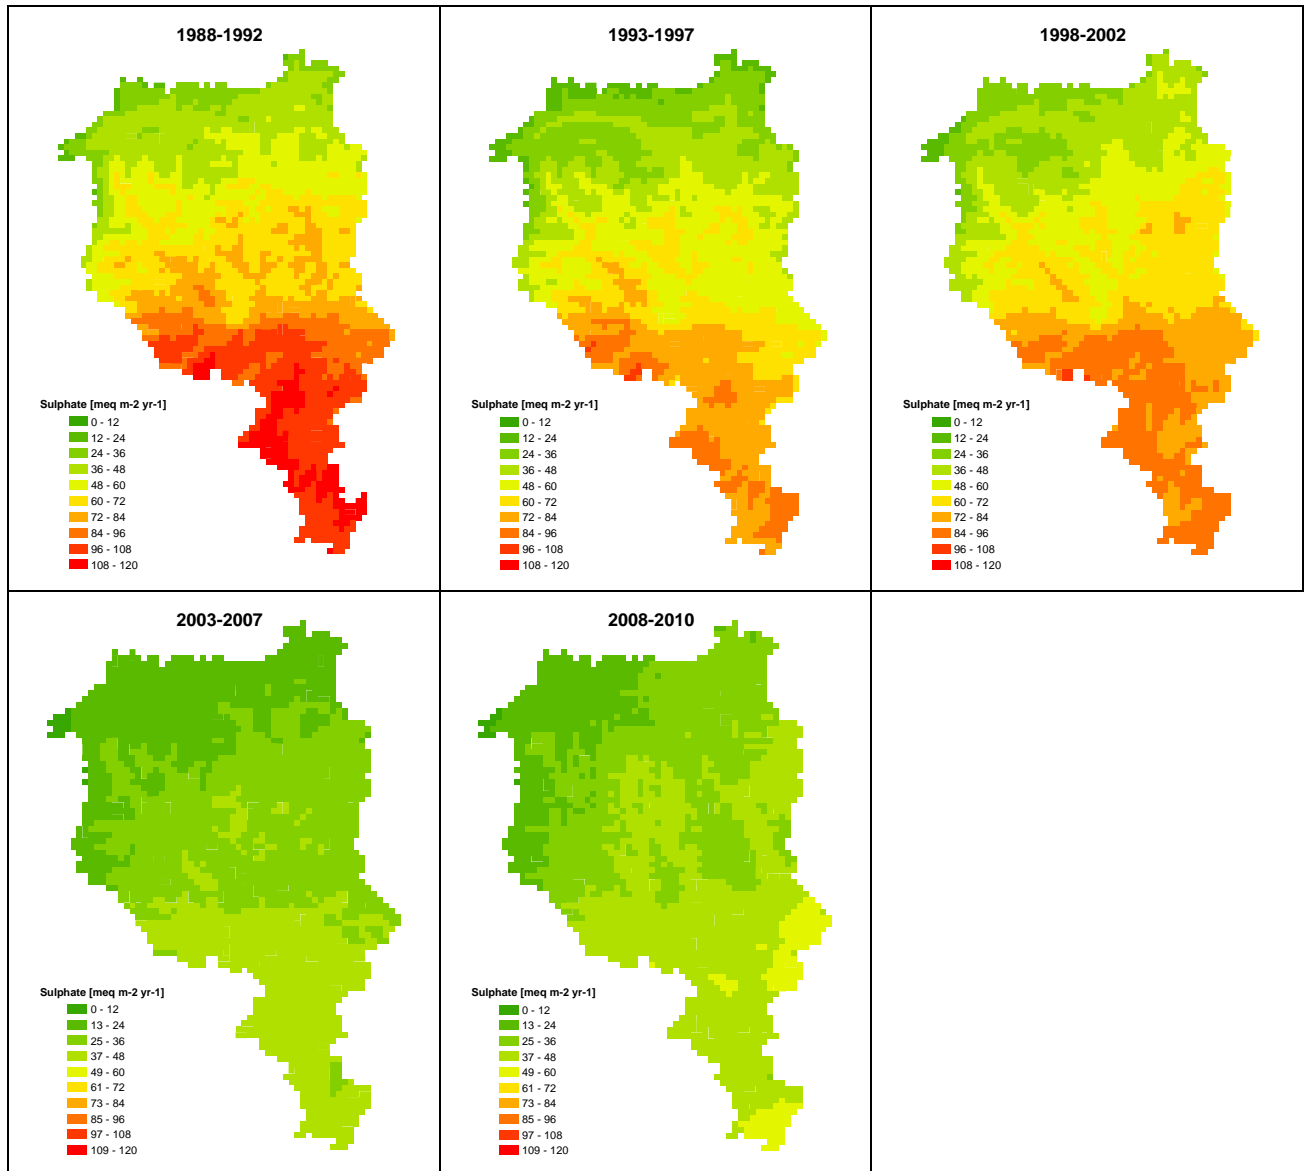 1988-1992
Sulphate [meq m-2 yr-1]
0 - 12
12 - 24
24 - 36
36 - 48
48 - 60
60 - 72
72 - 84
84 - 96
96 - 108
108 - 120
1993-1997
Sulphate [meq m-2 yr-1]
0 - 12
12 - 24
24 - 36
36 - 48
48 - 60
60 - 72
72 - 84
84 - 96
96 - 108
108 - 120
1998-2002
Sulphate [meq m-2 yr-1]
0 - 12
12 - 24
24 - 36
36 - 48
48 - 60
60 - 72
72 - 84
84 - 96
96 - 108
108 - 120
2003-2007
Sulphate [meq m-2 yr-1]
0 - 12
13 - 24
25 - 36
37 - 48
49 - 60
61 - 72
73 - 84
85 - 96
97 - 108
109 - 120
2008-2010
Sulphate [meq m-2 yr-1]
0 - 12
13 - 24
25 - 36
37 - 48
49 - 60
61 - 72
73 - 84
85 - 96
97 - 108
109 - 120